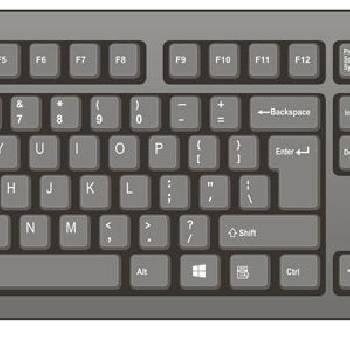 F5 F6 F7 F8 F9 F10 F11 F12
& 7 * 8 ( 9 ) 0 – - + = ←Backspace
Y U I O P { [ } ] Enter
H J K L : ; " ' | \
N M < , > . ? / ⇧Shift
Alt Ctrl